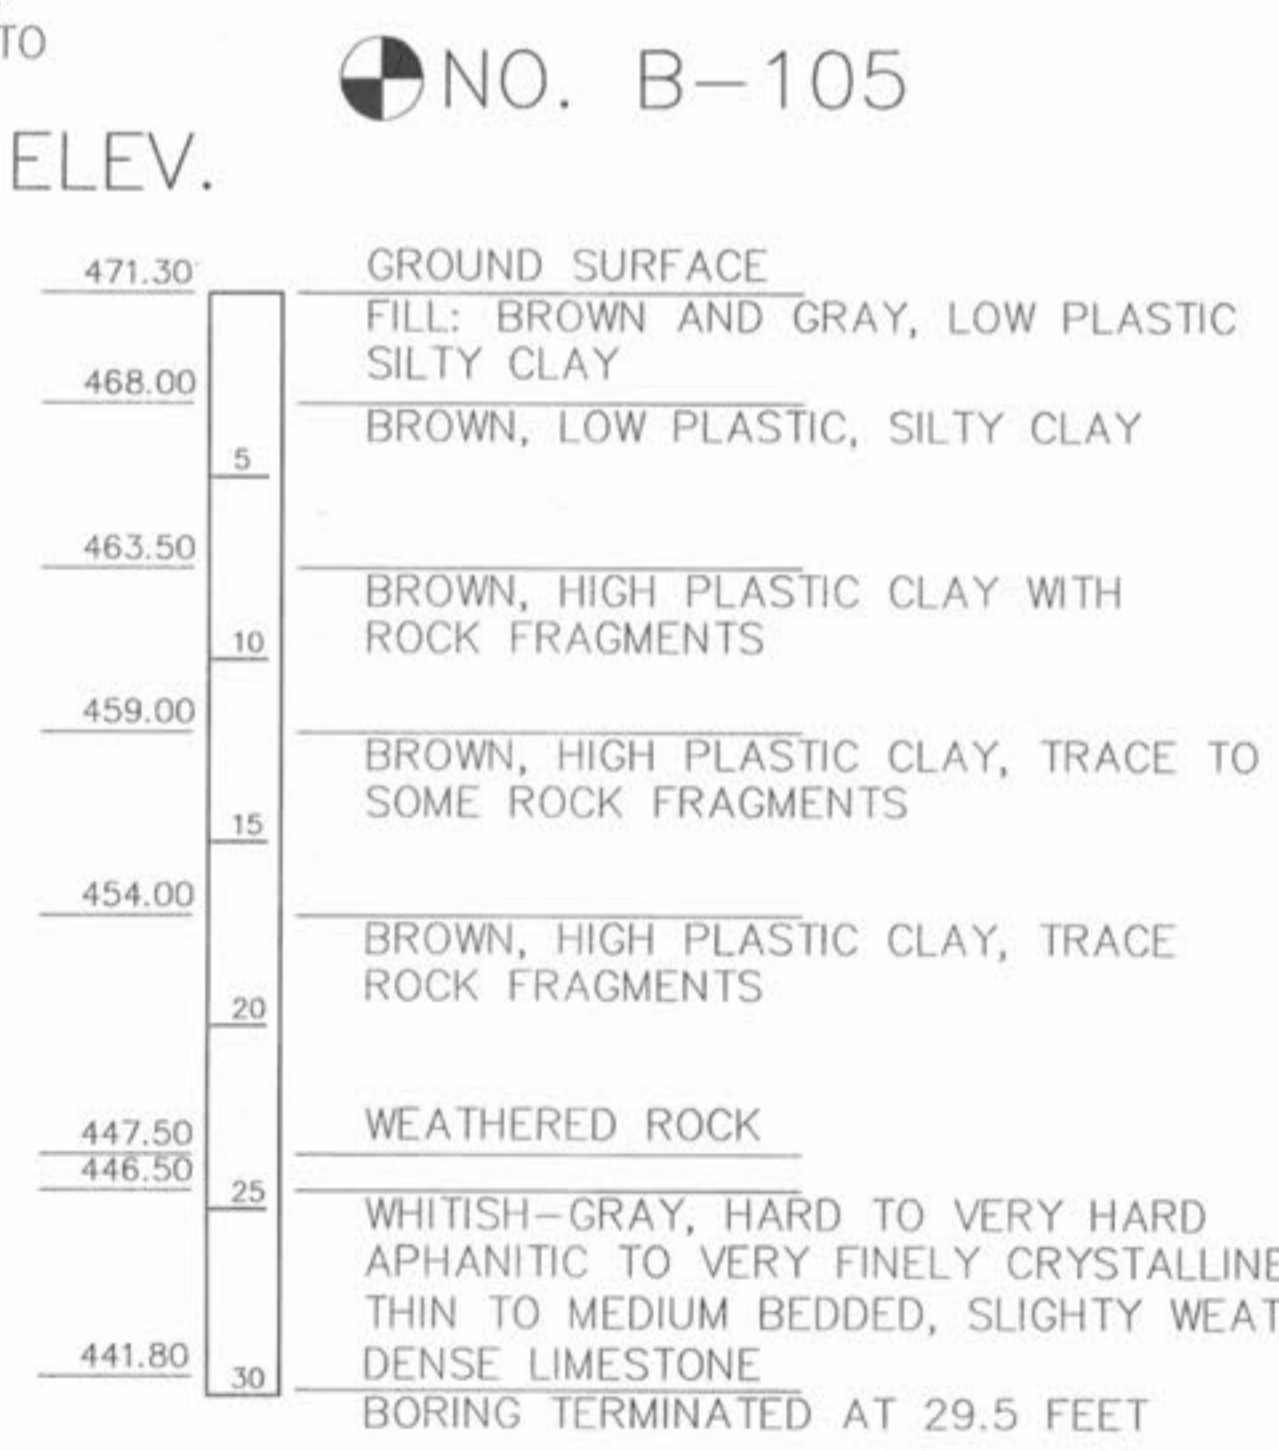 TO
NO. B-105
ELEV.
471.30
GROUND SURFACE
FILL: BROWN AND GRAY, LOW PLASTIC
SILTY CLAY
468.00
BROWN, LOW PLASTIC, SILTY CLAY
5
463.50
BROWN, HIGH PLASTIC CLAY WITH
ROCK FRAGMENTS
10
459.00
BROWN, HIGH PLASTIC CLAY, TRACE TO
SOME ROCK FRAGMENTS
15
454.00
BROWN, HIGH PLASTIC CLAY, TRACE
ROCK FRAGMENTS
20
WEATHERED ROCK
447.50
446.50
25
WHITISH-GRAY, HARD TO VERY HARD
APHANITIC TO VERY FINELY CRYSTALLINE
THIN TO MEDIUM BEDDED, SLIGHTY WEAT
441.80
DENSE LIMESTONE
30
BORING TERMINATED AT 29.5 FEET